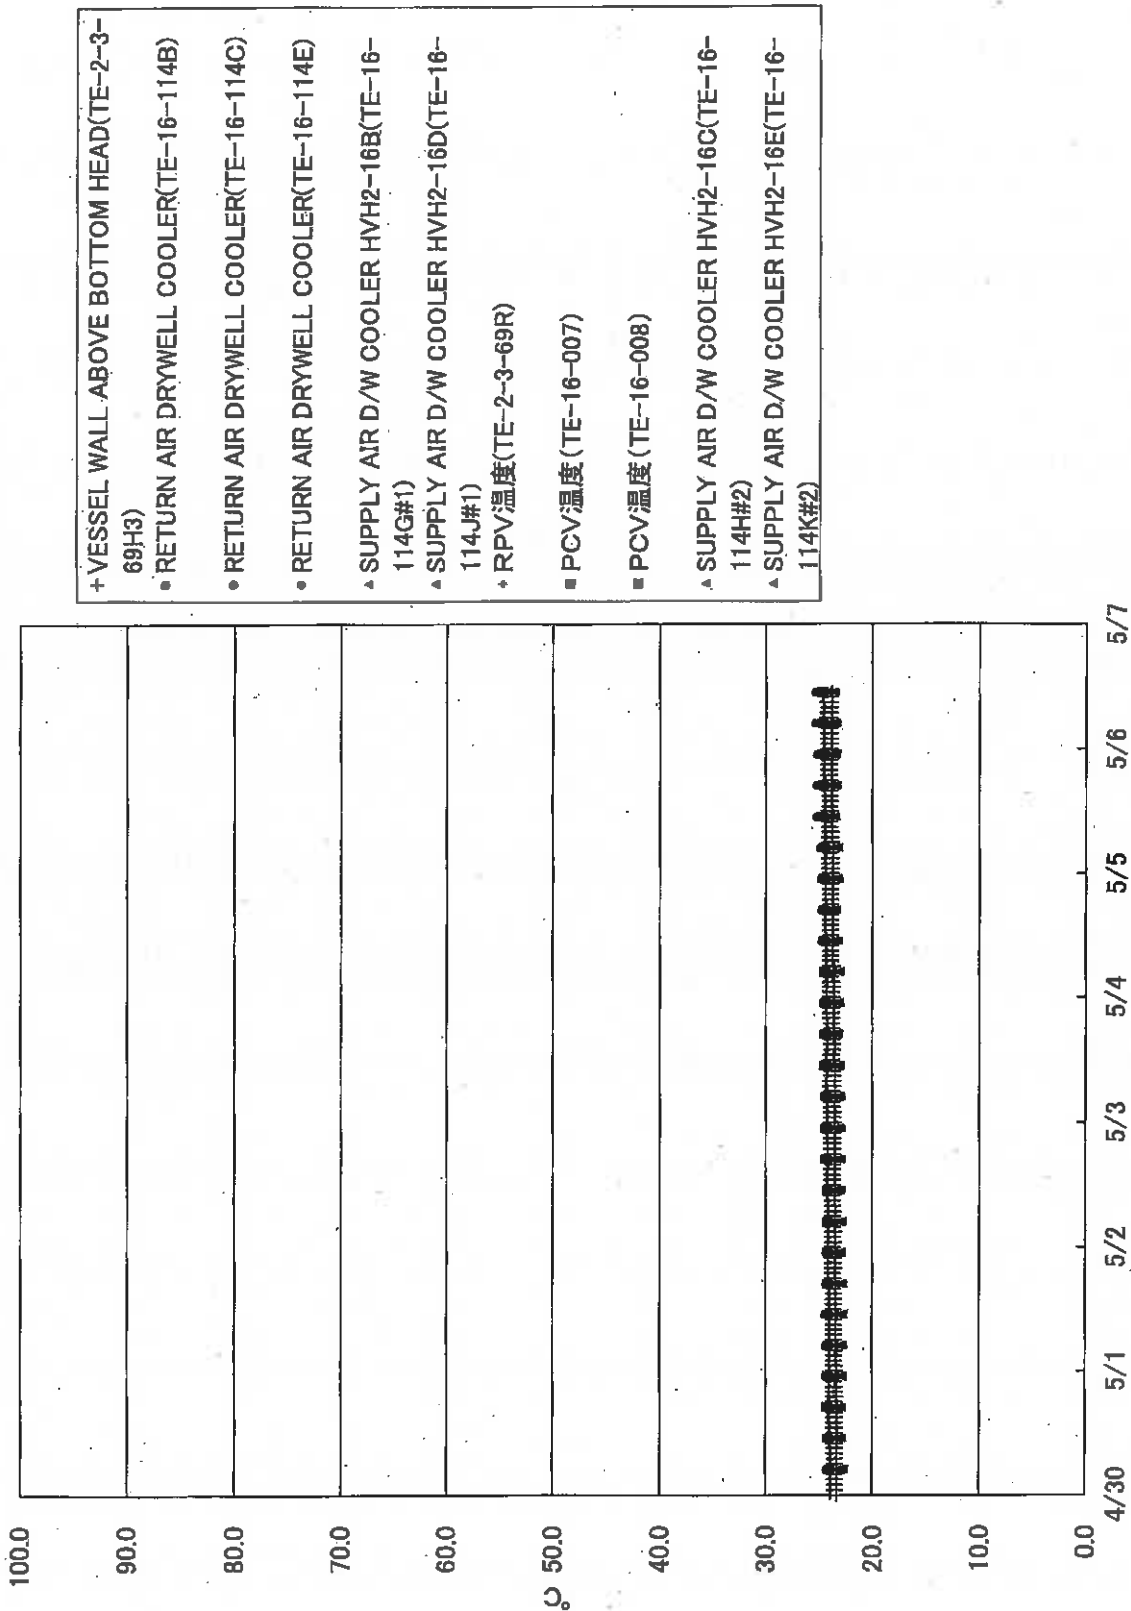 100.0
90.0
80.0
70.0
60.0
50.0
40.0
30.0
20.0
10.0
0.0
℃
4/30
5/1
5/2
5/3
5/4
5/5
5/6
5/7
+VESSEL WALL ABOVE BOTTOM HEAD(TE-2-3-
69H3)
● RETURN AIR DRYWELL COOLER(TE-16-114B)
● RETURN AIR DRYWELL COOLER(TE-16-114C)
● RETURN AIR DRYWELL COOLER(TE-16-114E)
▲ SUPPLY AIR D/W COOLER HVH2-16B(TE-16-
114G#1)
▲ SUPPLY AIR D/W COOLER HVH2-16D(TE-16-
114J#1)
+ RPV温度(TE-2-3-69R)
■ PCV温度(TE-16-007)
■ PCV温度(TE-16-008)
▲ SUPPLY AIR D/W COOLER HVH2-16C(TE-16-
114H#2)
▲ SUPPLY AIR D/W COOLER HVH2-16E(TE-16-
114K#2)